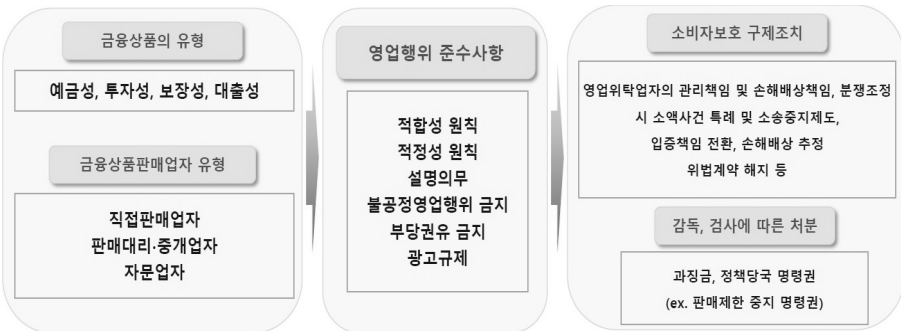 금융상품의 유형
예금성, 투자성, 보장성, 대출성
금융상품판매업자 유형
직접판매업자
판매대리·중개업자
자문업자
영업행위 준수사항
적합성 원칙
적정성 원칙
설명의무
불공정영업행위 금지
부당권유 금지
광고규제
소비자보호 구제조치
영업위탁업자의 관리책임 및 손해배상책임, 분쟁조정
시 소액사건 특례 및 소송중지제도,
입증책임 전환, 손해배상 추정
위법계약 해지 등
감독, 검사에 따른 처분
과징금, 정책당국 명령권
(ex. 판매제한 중지 명령권)